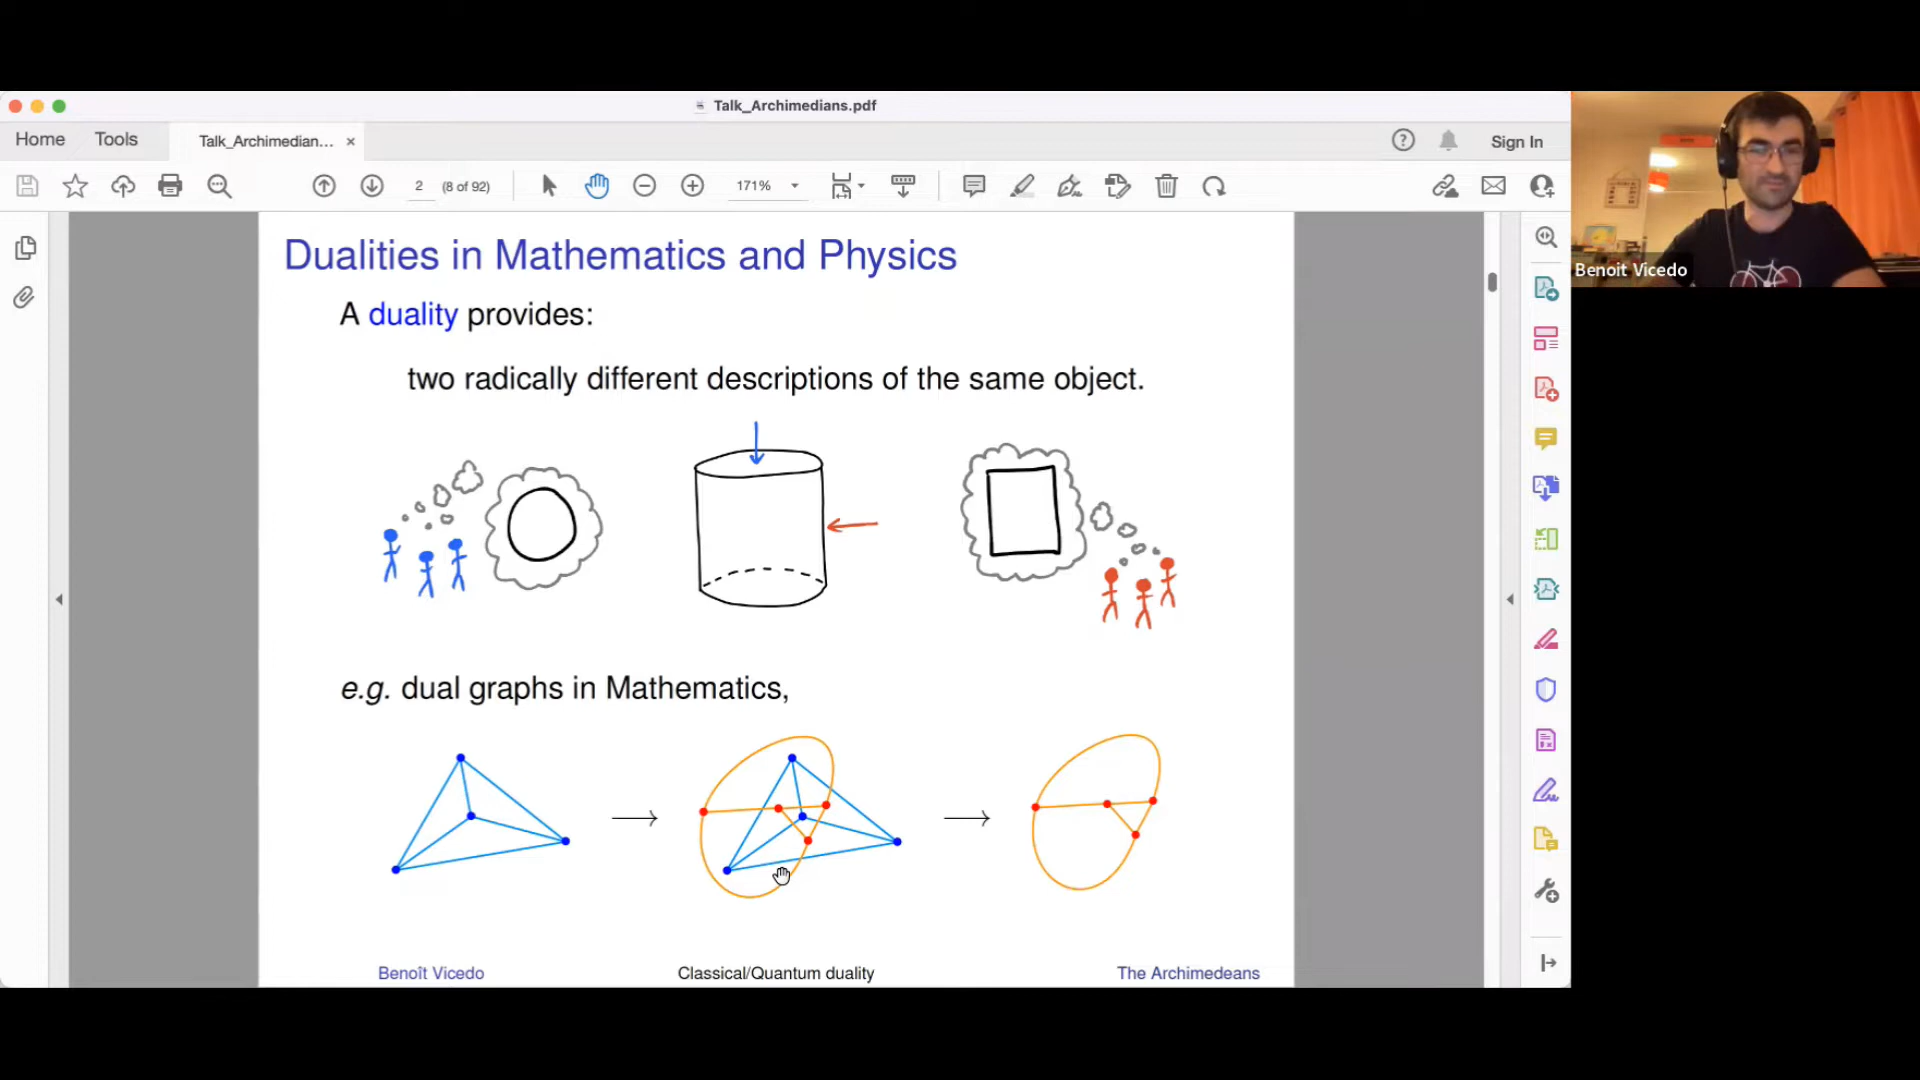 Talk_Archimedians.pdf
Home
Tools
Talk_Archimedian...
Sign In
2
(8 of 92)
171%
Dualities in Mathematics and Physics
A duality provides:
two radically different descriptions of the same object.
e.g. dual graphs in Mathematics,
Benoît Vicedo
Classical/Quantum duality
The Archimedeans
Benoit Vicedo